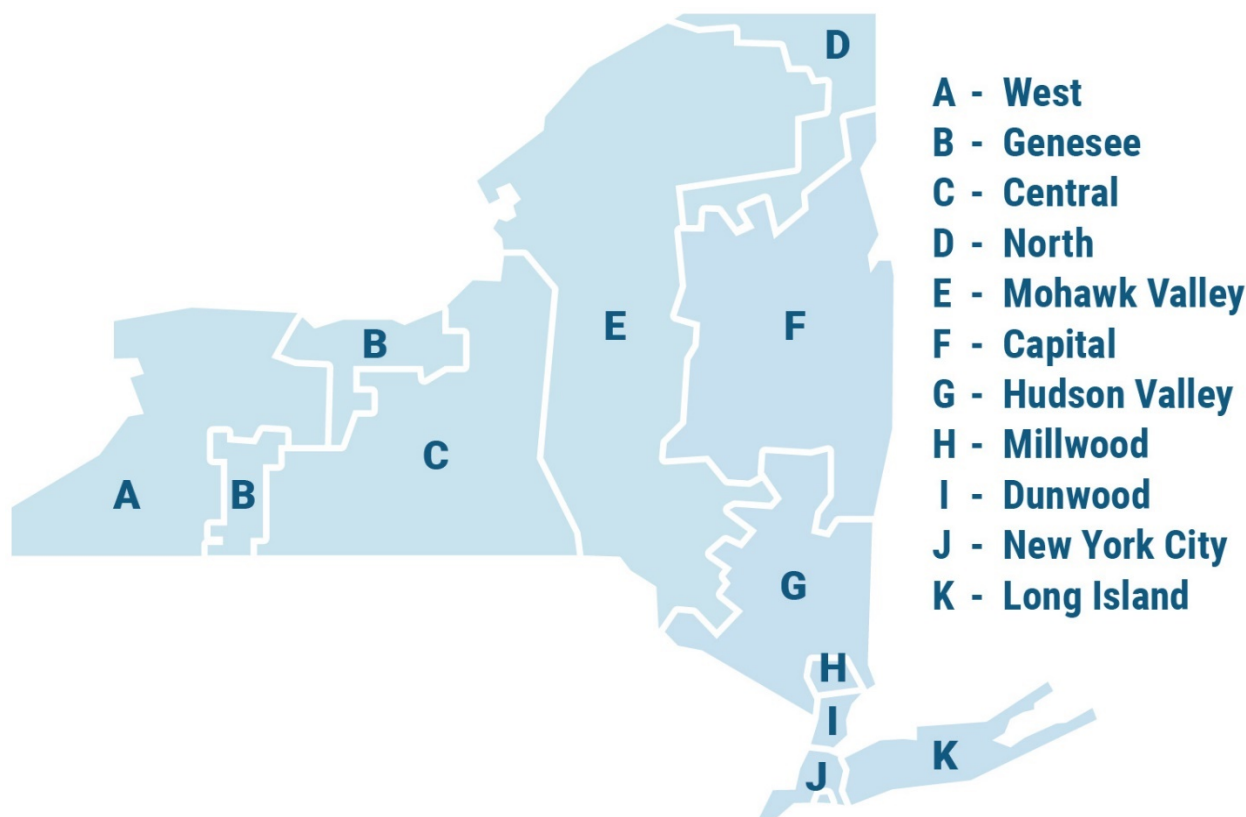 D
B
E
F
C
A
B
G
H
I
J
K
A - West
B - Genesee
C - Central
D - North
E - Mohawk Valley
F - Capital
G - Hudson Valley
H - Millwood
I - Dunwood
J - New York City
K - Long Island